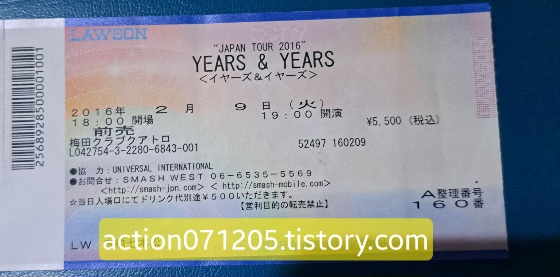 LAWSON
"JAPAN TOUR 2016"
YEARS & YEARS
<イヤーズ&イヤーズ>
2016年 2 月 9 日 (火)
18:00 開場 19:00 開演 ¥5,500 (税込)
前売
梅田クラブクアトロ 52497 160209
L042754-3-2280-6843-001
●協 力:UNIVERSAL INTERNATIONAL
●お問合せ:SMASH WEST 06-6535-5569
<http://smash-jpn.com> <http://smash-mobile.com>
☆当日入場口にてドリンク代別途¥500いただきます。
【営利目的の転売禁止】
A整理番号
160番
2568928500001001
LW
action071205.tistory.com